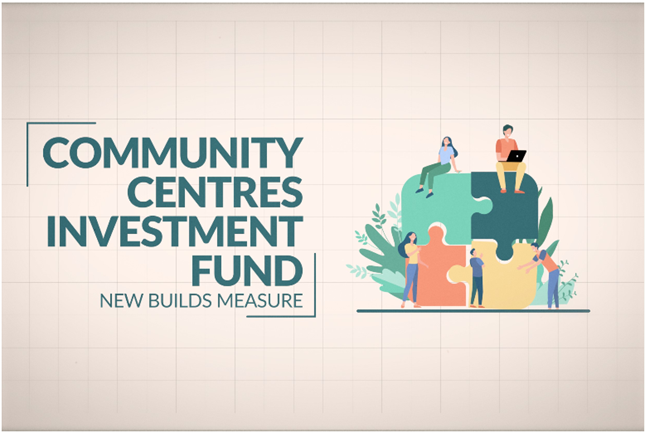 COMMUNITY
CENTRES
INVESTMENT
FUND
NEW BUILDS MEASURE